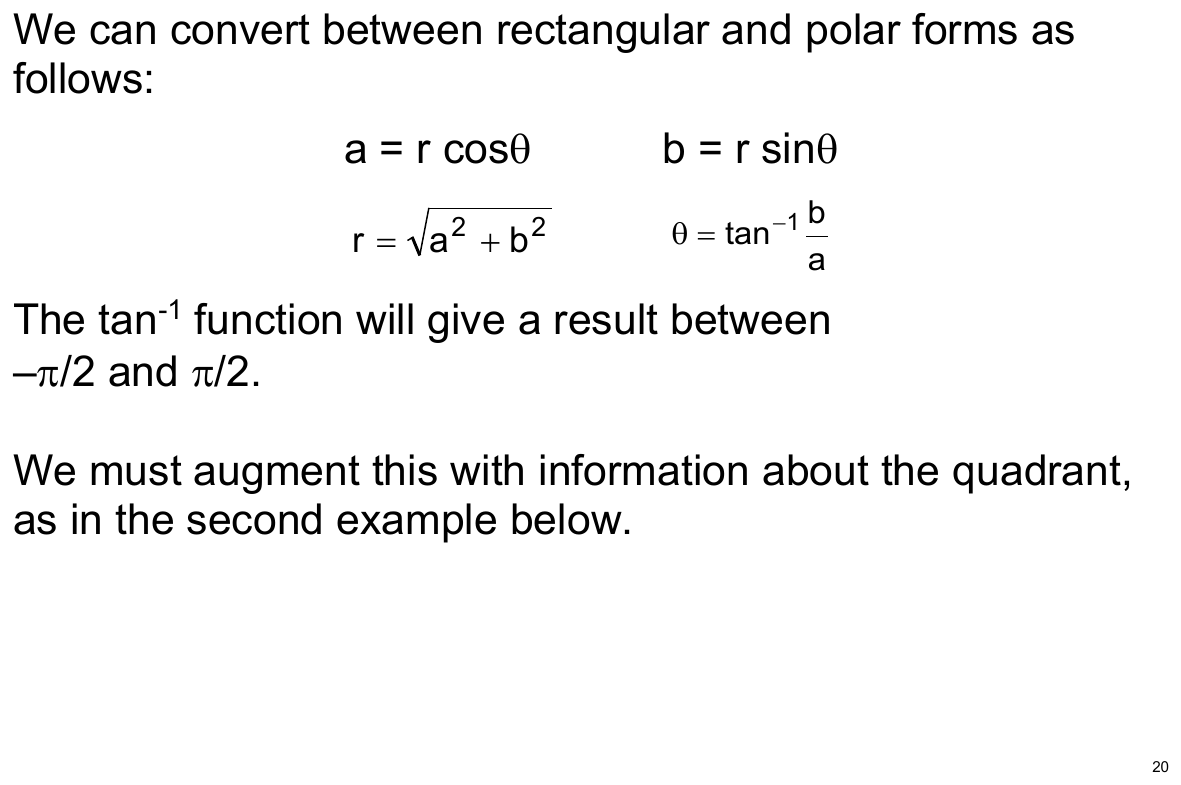 We can convert between rectangular and polar forms as
follows:
a = r cosθ b = r sinθ
r = √a² + b² θ = tan⁻¹ b/a
The tan⁻¹ function will give a result between
–π/2 and π/2.
We must augment this with information about the quadrant,
as in the second example below.
20